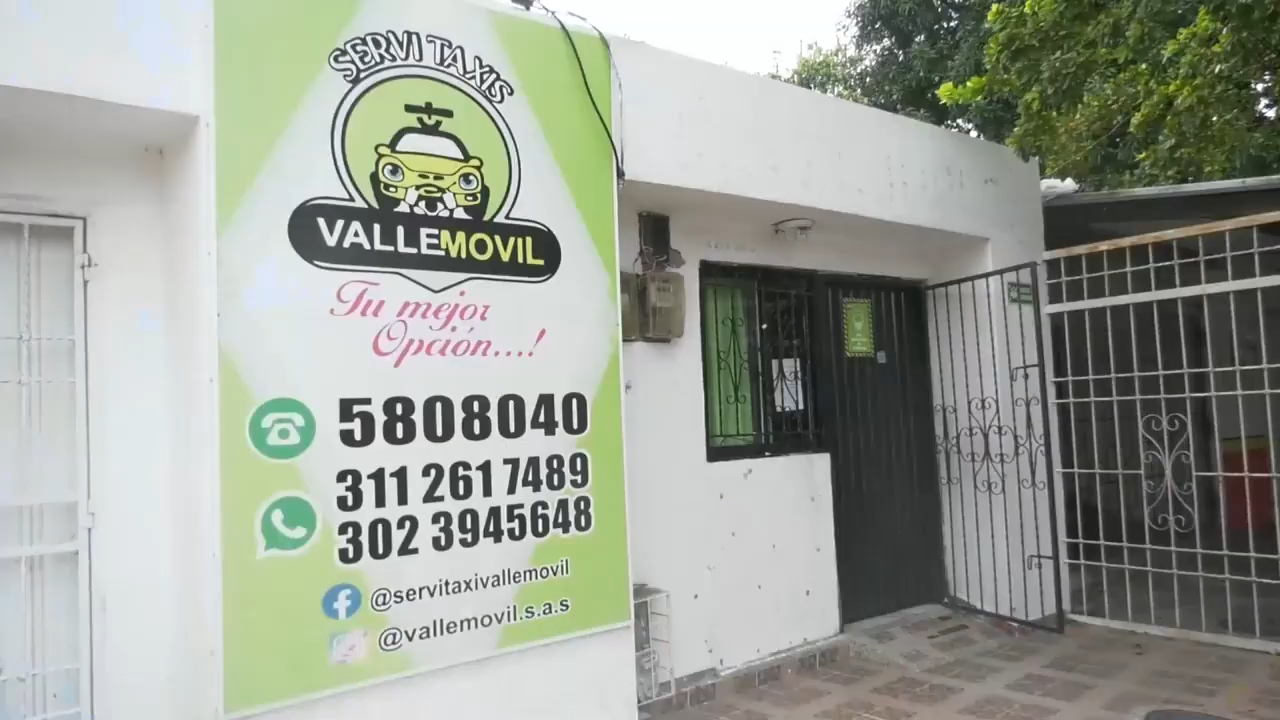 SERVI TAXIS
VALLEMOVIL
Tu mejor
Opción...!
5808040
311 261 7489
302 3945648
@servitaxivallemovil
@vallemovil.s.a.s